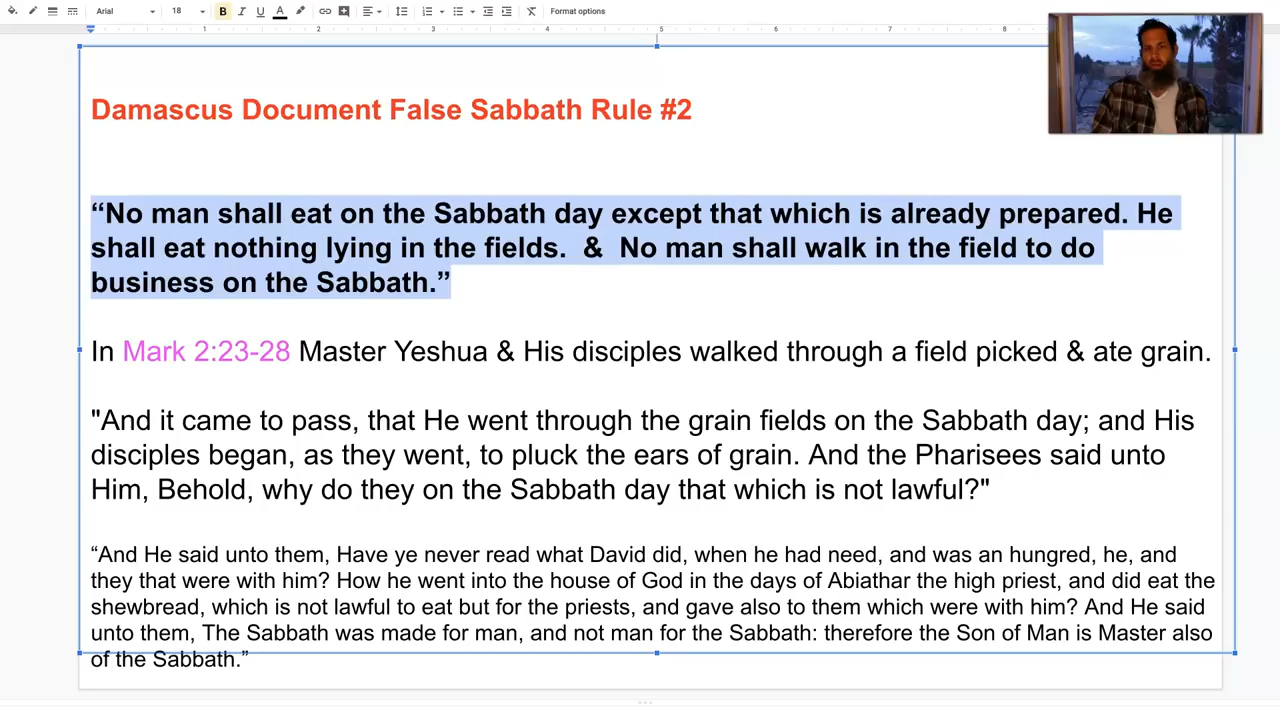 Arial
18
B
I
U
A
Format options
1
2
3
4
5
6
7
8
Damascus Document False Sabbath Rule #2
“No man shall eat on the Sabbath day except that which is already prepared. He
shall eat nothing lying in the fields.  &  No man shall walk in the field to do
business on the Sabbath.”
In Mark 2:23-28 Master Yeshua & His disciples walked through a field picked & ate grain.
"And it came to pass, that He went through the grain fields on the Sabbath day; and His
disciples began, as they went, to pluck the ears of grain. And the Pharisees said unto
Him, Behold, why do they on the Sabbath day that which is not lawful?"
“And He said unto them, Have ye never read what David did, when he had need, and was an hungred, he, and
they that were with him? How he went into the house of God in the days of Abiathar the high priest, and did eat the
shewbread, which is not lawful to eat but for the priests, and gave also to them which were with him? And He said
unto them, The Sabbath was made for man, and not man for the Sabbath: therefore the Son of Man is Master also
of the Sabbath.”